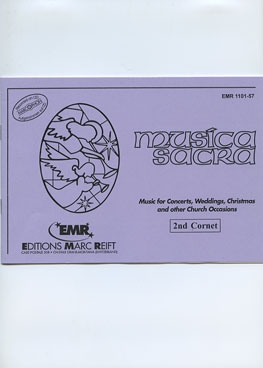 EMR 1101-57
musica
sacra
Music for Concerts, Weddings, Christmas
and other Church Occasions
2nd Cornet
EMR
EDITIONS MARC REIFT